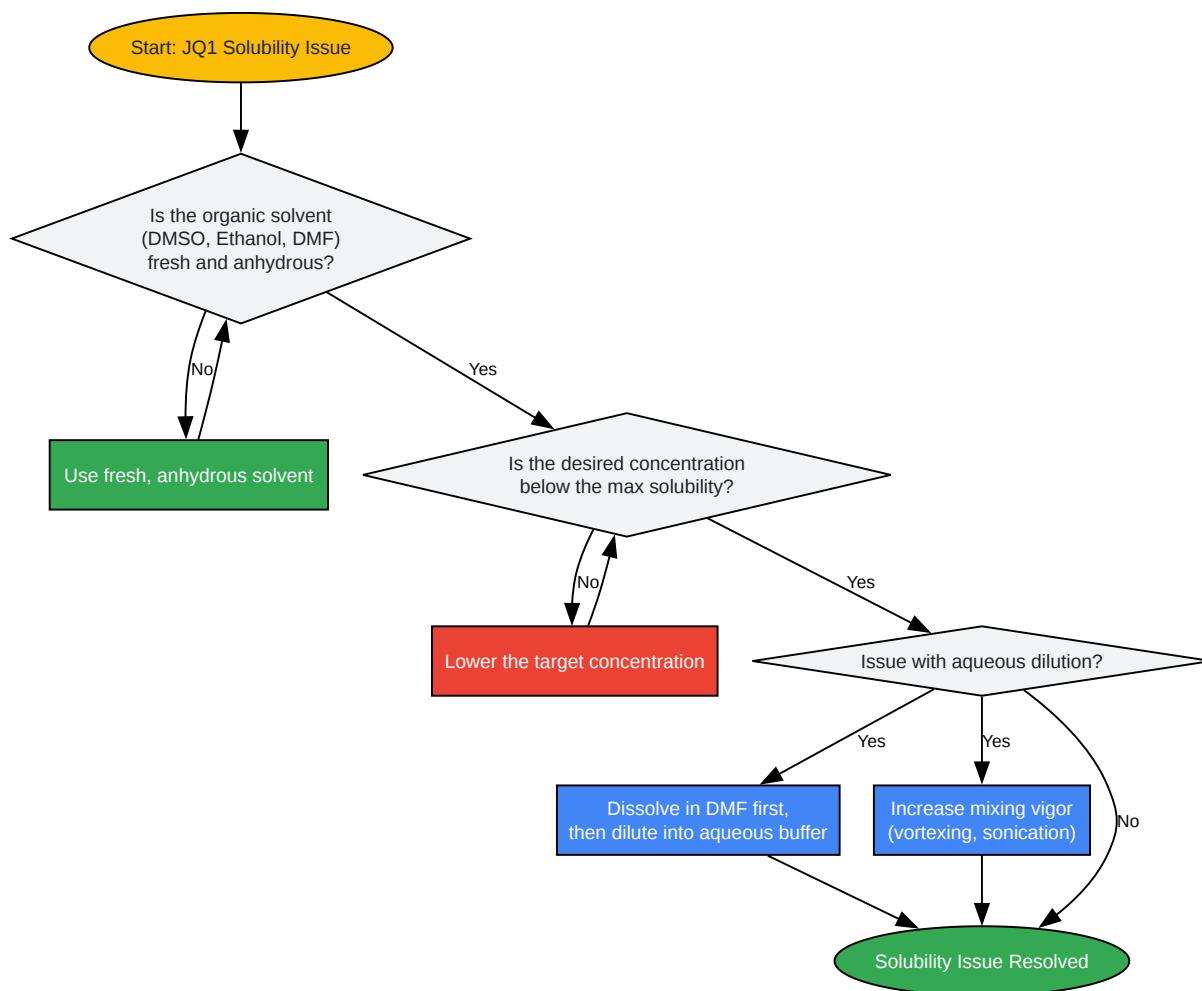 Start: JQ1 Solubility Issue
Is the organic solvent
(DMSO, Ethanol, DMF)
fresh and anhydrous?
No
Yes
Use fresh, anhydrous solvent
Is the desired concentration
below the max solubility?
No
Yes
Lower the target concentration
Issue with aqueous dilution?
Yes
Yes
No
Dissolve in DMF first,
then dilute into aqueous buffer
Increase mixing vigor
(vortexing, sonication)
Solubility Issue Resolved